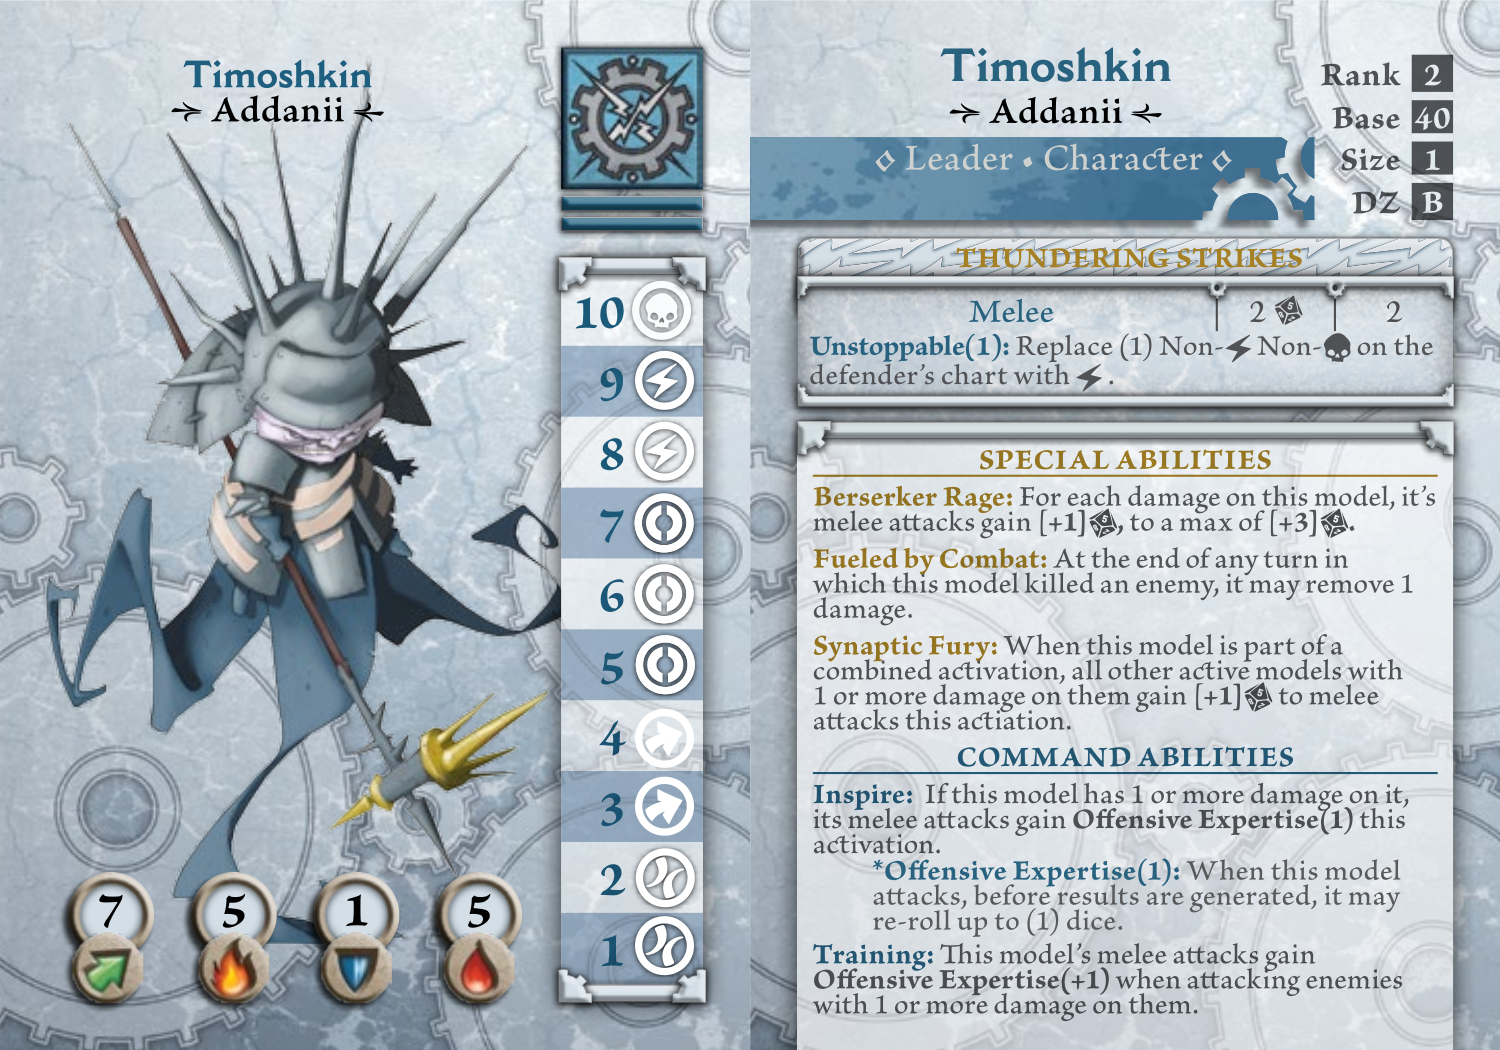 Timoshkin
Addanii
10
9
8
7
6
5
4
3
2
1
7
5
1
5
Timoshkin
Addanii
Leader • Character
Rank 2
Base 40
Size 1
DZ B
THUNDERING STRIKES
Melee 2 5 2
Unstoppable(1): Replace (1) Non- Non- on the
defender's chart with .
SPECIAL ABILITIES
Berserker Rage: For each damage on this model, it's
melee attacks gain [+1] 5, to a max of [+3] 5.
Fueled by Combat: At the end of any turn in
which this model killed an enemy, it may remove 1
damage.
Synaptic Fury: When this model is part of a
combined activation, all other active models with
1 or more damage on them gain [+1] 5 to melee
attacks this actiation.
COMMAND ABILITIES
Inspire: If this model has 1 or more damage on it,
its melee attacks gain Offensive Expertise(1) this
activation.
*Offensive Expertise(1): When this model
attacks, before results are generated, it may
re-roll up to (1) dice.
Training: This model's melee attacks gain
Offensive Expertise(+1) when attacking enemies
with 1 or more damage on them.